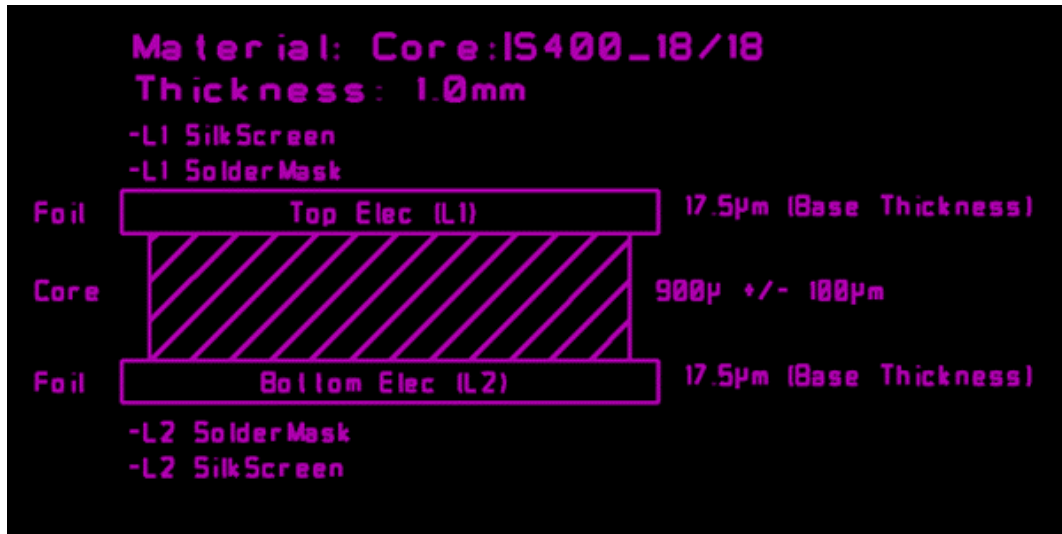 Material: Core:IS400_18/18
Thickness: 1.0mm
-L1 SilkScreen
-L1 SolderMask
Foil Top Elec (L1) 17.5µm (Base Thickness)
Core 900µ +/- 100µm
Foil Bottom Elec (L2) 17.5µm (Base Thickness)
-L2 SolderMask
-L2 SilkScreen